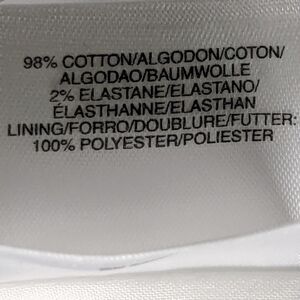 98% COTTON/ALGODON/COTON/
ALGODAO/BAUMWOLLE
2% ELASTANE/ELASTANO/
ÉLASTHANNE/ELASTHAN
LINING/FORRO/DOUBLURE/FUTTER:
100% POLYESTER/POLIESTER